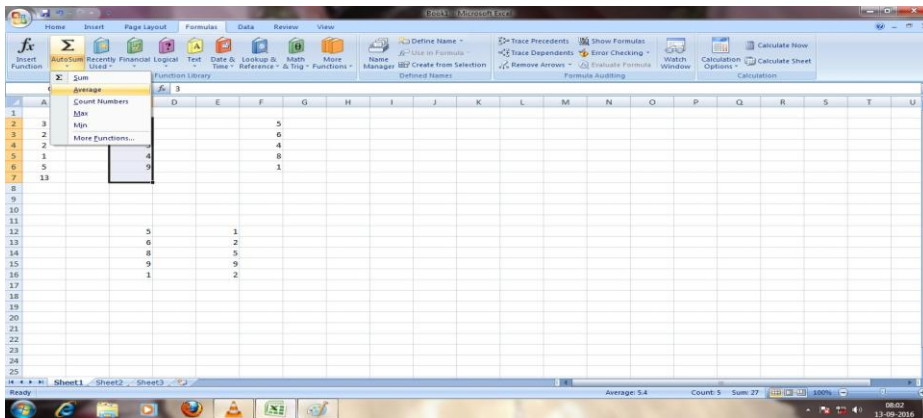 Book1 - Microsoft Excel
Home Insert Page Layout Formulas Data Review View
fx Insert Function
Σ AutoSum
Recently Used
Financial
Logical
Text
Date & Time
Lookup & Reference
Math & Trig
More Functions
Function Library
Name Manager
Define Name
Use in Formula
Create from Selection
Defined Names
Trace Precedents
Trace Dependents
Remove Arrows
Show Formulas
Error Checking
Evaluate Formula
Formula Auditing
Watch Window
Calculation Options
Calculate Now
Calculate Sheet
Calculation
Σ Sum
Average
Count Numbers
Max
Min
More Functions...
fx 3
A D E F G H I J K L M N O P Q R S T U
1
2 3 5
3 2 6
4 2 4
5 1 4 8
6 5 9 1
7 13
8
9
10
11
12 5 1
13 6 2
14 8 5
15 9 9
16 1 2
17
18
19
20
21
22
23
24
25
Sheet1 Sheet2 Sheet3
Ready Average: 5.4 Count: 5 Sum: 27 100%
08:02
13-09-2016